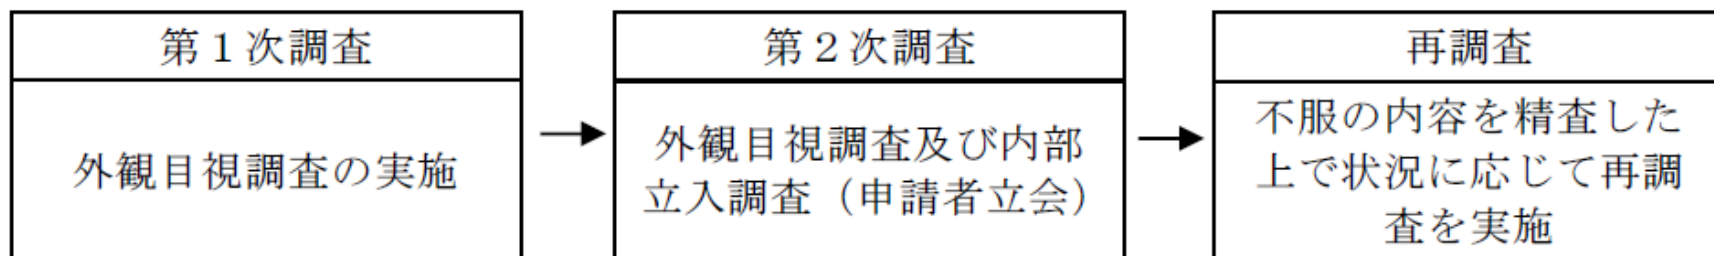 第１次調査
外観目視調査の実施
第２次調査
外観目視調査及び内部
立入調査（申請者立会）
再調査
不服の内容を精査した
上で状況に応じて再調
査を実施